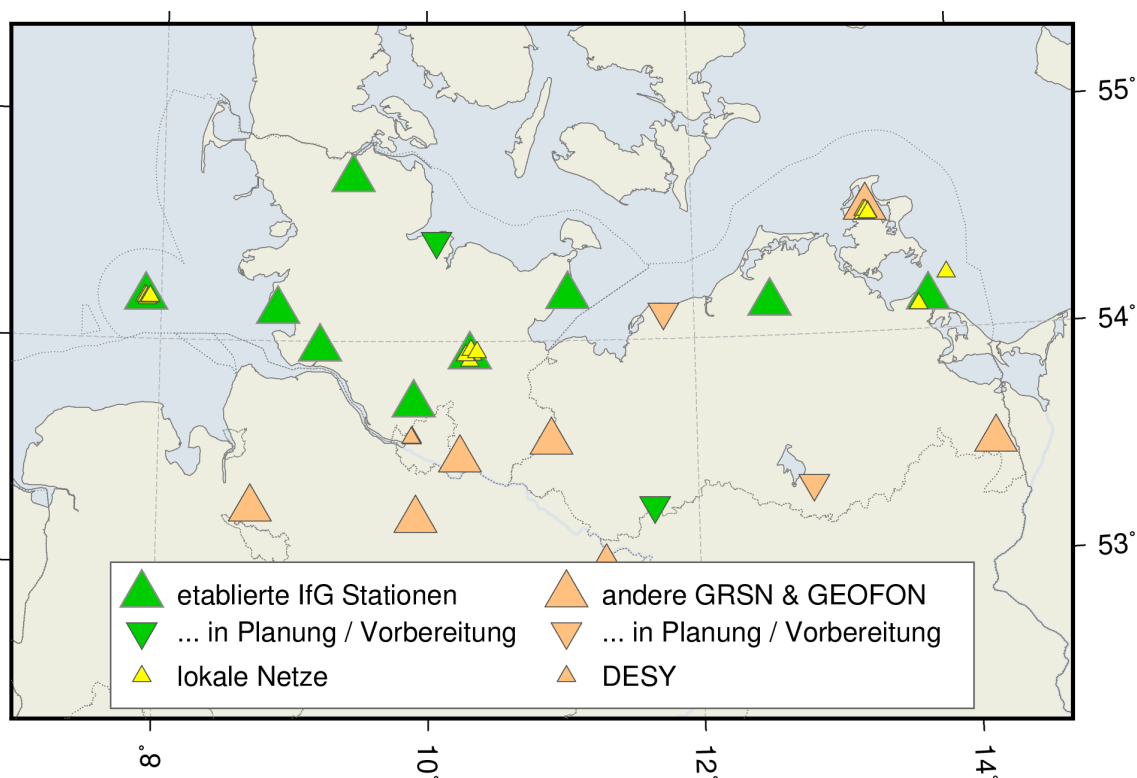 55°
54°
53°
etablierte IfG Stationen
... in Planung / Vorbereitung
lokale Netze
andere GRSN & GEOFON
... in Planung / Vorbereitung
DESY
8°
10°
12°
14°